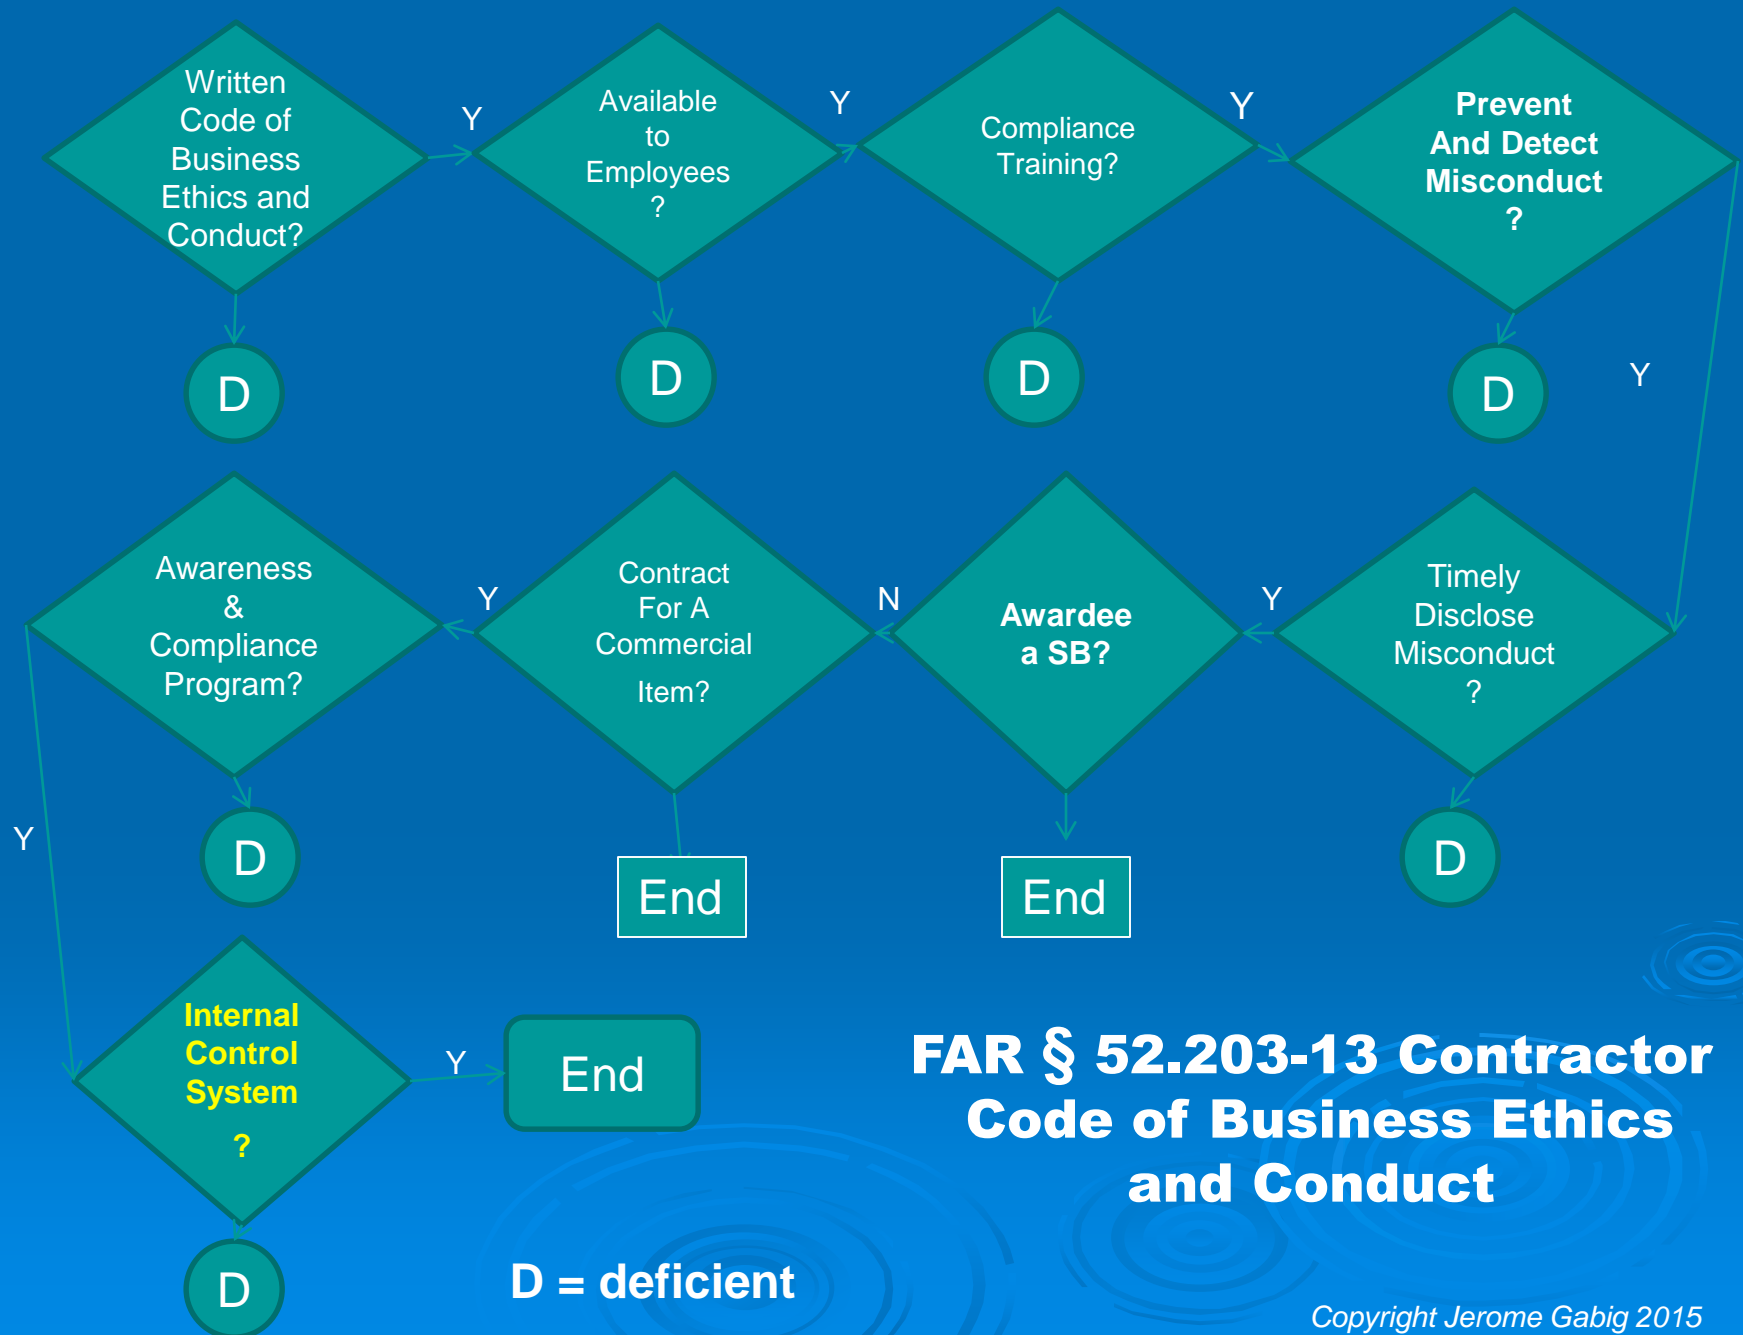 Written
Code of
Business
Ethics and
Conduct?
Y
Available
to
Employees
?
Y
Compliance
Training?
Y
Prevent
And Detect
Misconduct
?
D
D
D
D
Y
Awareness
&
Compliance
Program?
Y
Contract
For A
Commercial
Item?
N
Awardee
a SB?
Y
Timely
Disclose
Misconduct
?
Y
D
End
End
D
Internal
Control
System
?
Y
End
FAR § 52.203-13 Contractor
Code of Business Ethics
and Conduct
D
D = deficient
Copyright Jerome Gabig 2015